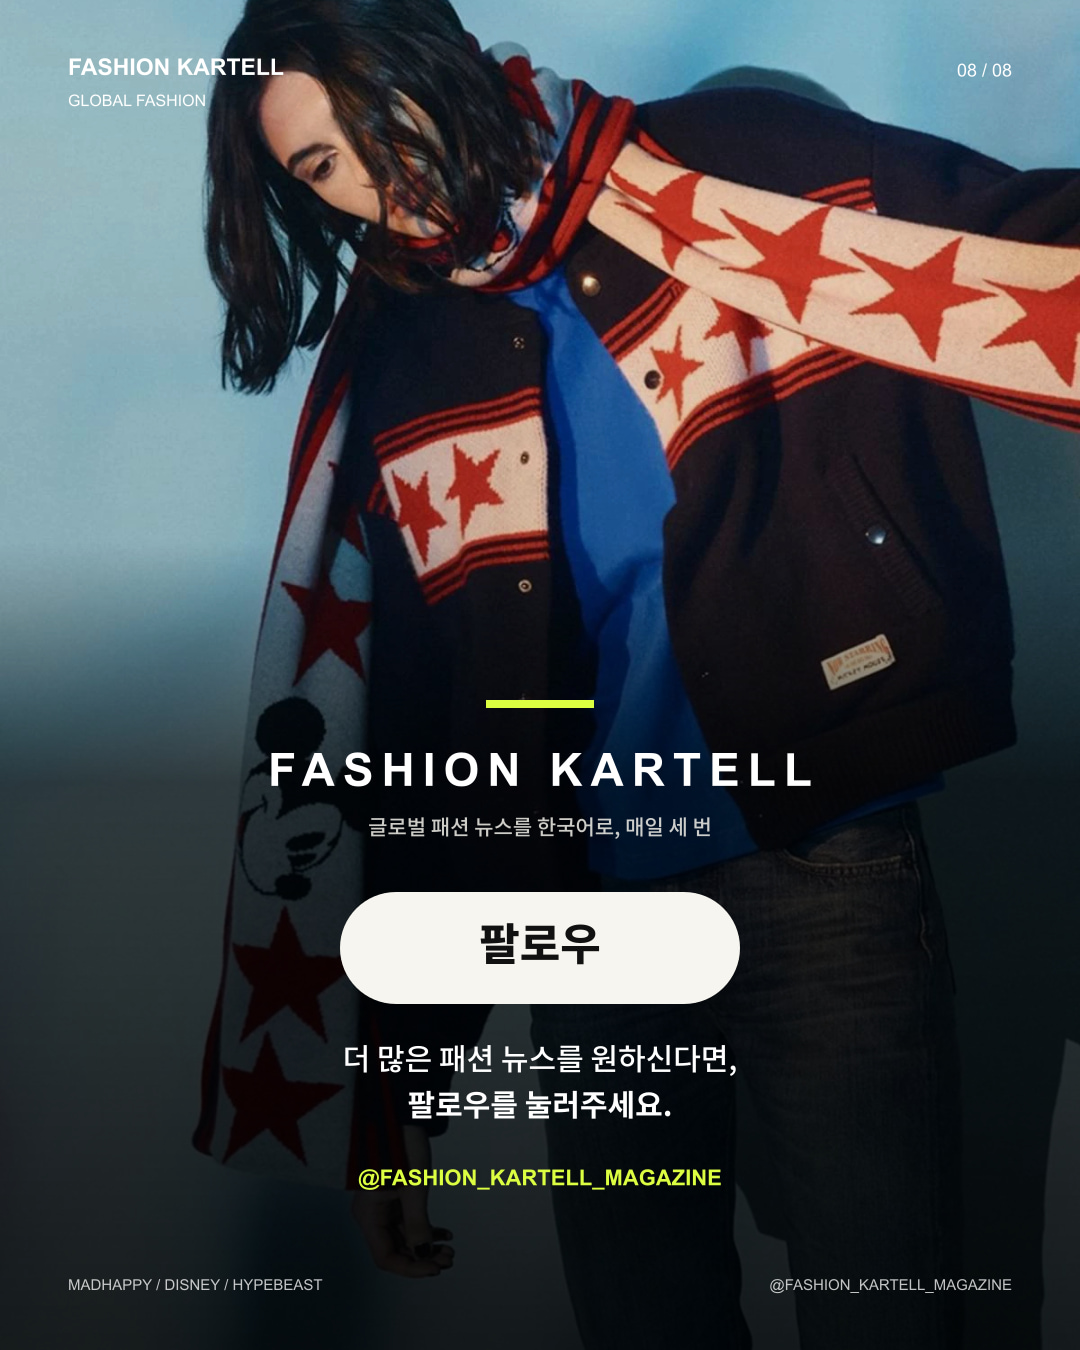 FASHION KARTELL
08 / 08
GLOBAL FASHION
FASHION KARTELL
글로벌 패션 뉴스를 한국어로, 매일 세 번
팔로우
더 많은 패션 뉴스를 원하신다면,
팔로우를 눌러주세요.
@FASHION_KARTELL_MAGAZINE
MADHAPPY / DISNEY / HYPEBEAST
@FASHION_KARTELL_MAGAZINE